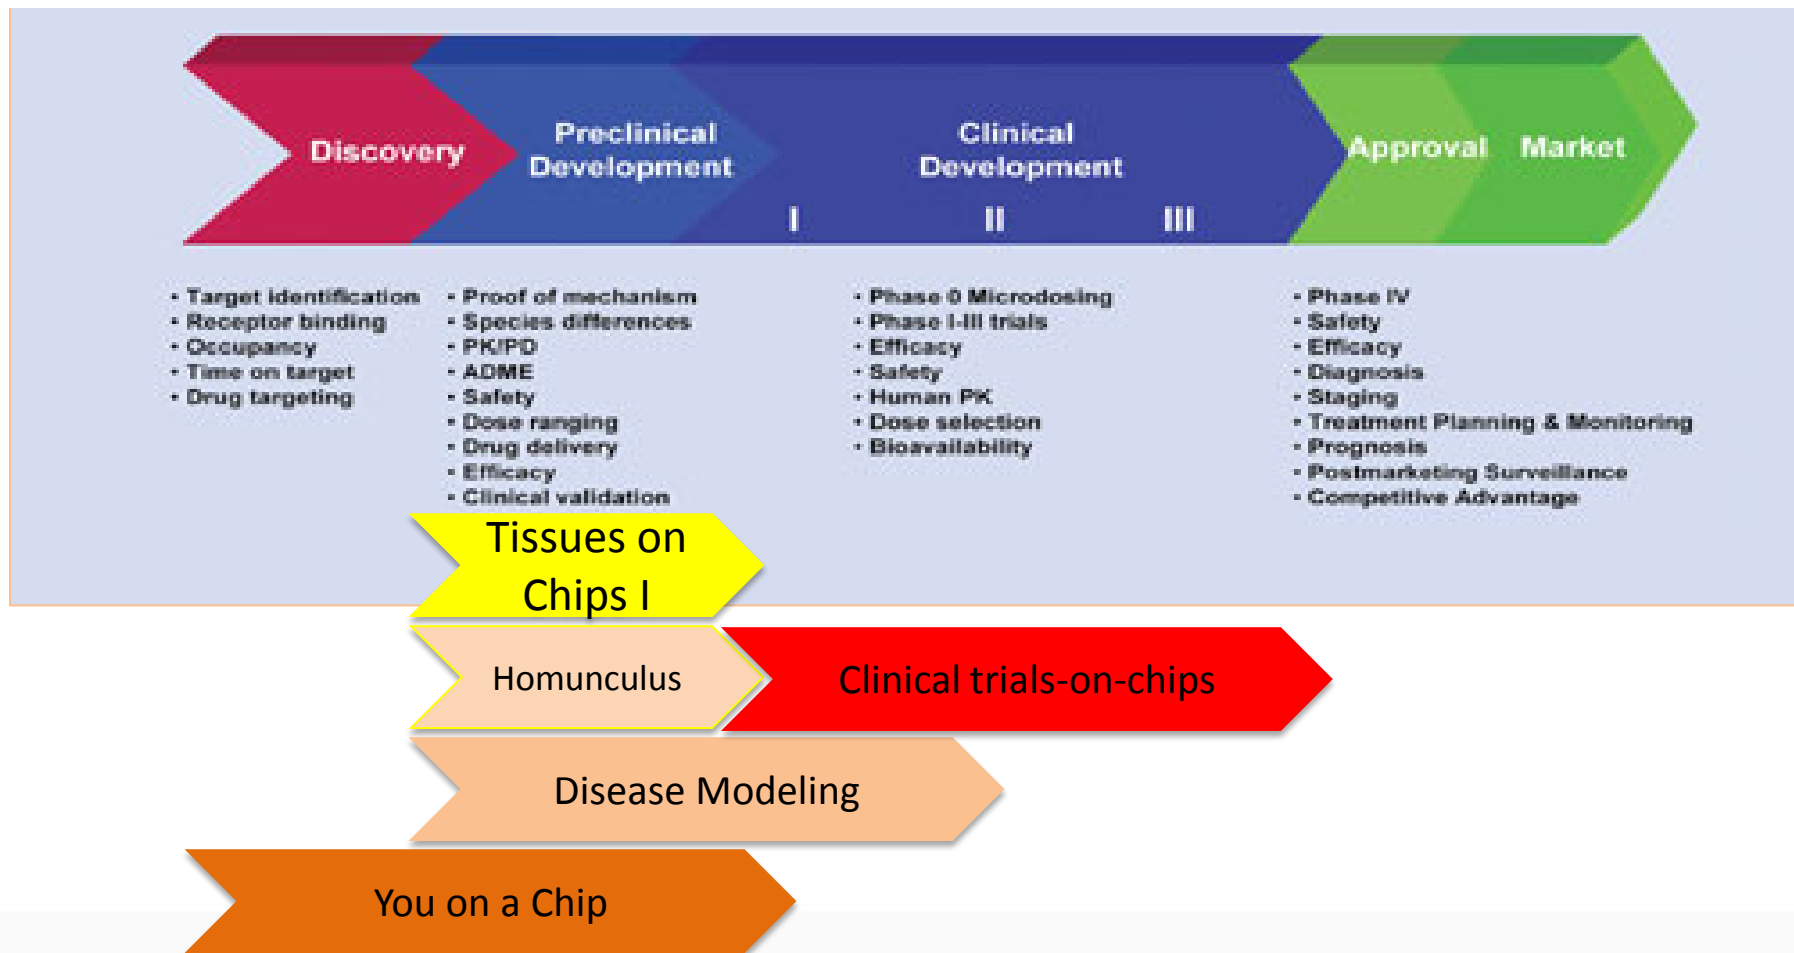 Discovery
Preclinical
Development
Clinical
Development
I II III
Approval
Market
• Target identification
• Receptor binding
• Occupancy
• Time on target
• Drug targeting
• Proof of mechanism
• Species differences
• PK/PD
• ADME
• Safety
• Dose ranging
• Drug delivery
• Efficacy
• Clinical validation
• Phase 0 Microdosing
• Phase I-III trials
• Efficacy
• Safety
• Human PK
• Dose selection
• Bioavailability
• Phase IV
• Safety
• Efficacy
• Diagnosis
• Staging
• Treatment Planning & Monitoring
• Prognosis
• Postmarketing Surveillance
• Competitive Advantage
Tissues on
Chips I
Homunculus
Clinical trials-on-chips
Disease Modeling
You on a Chip